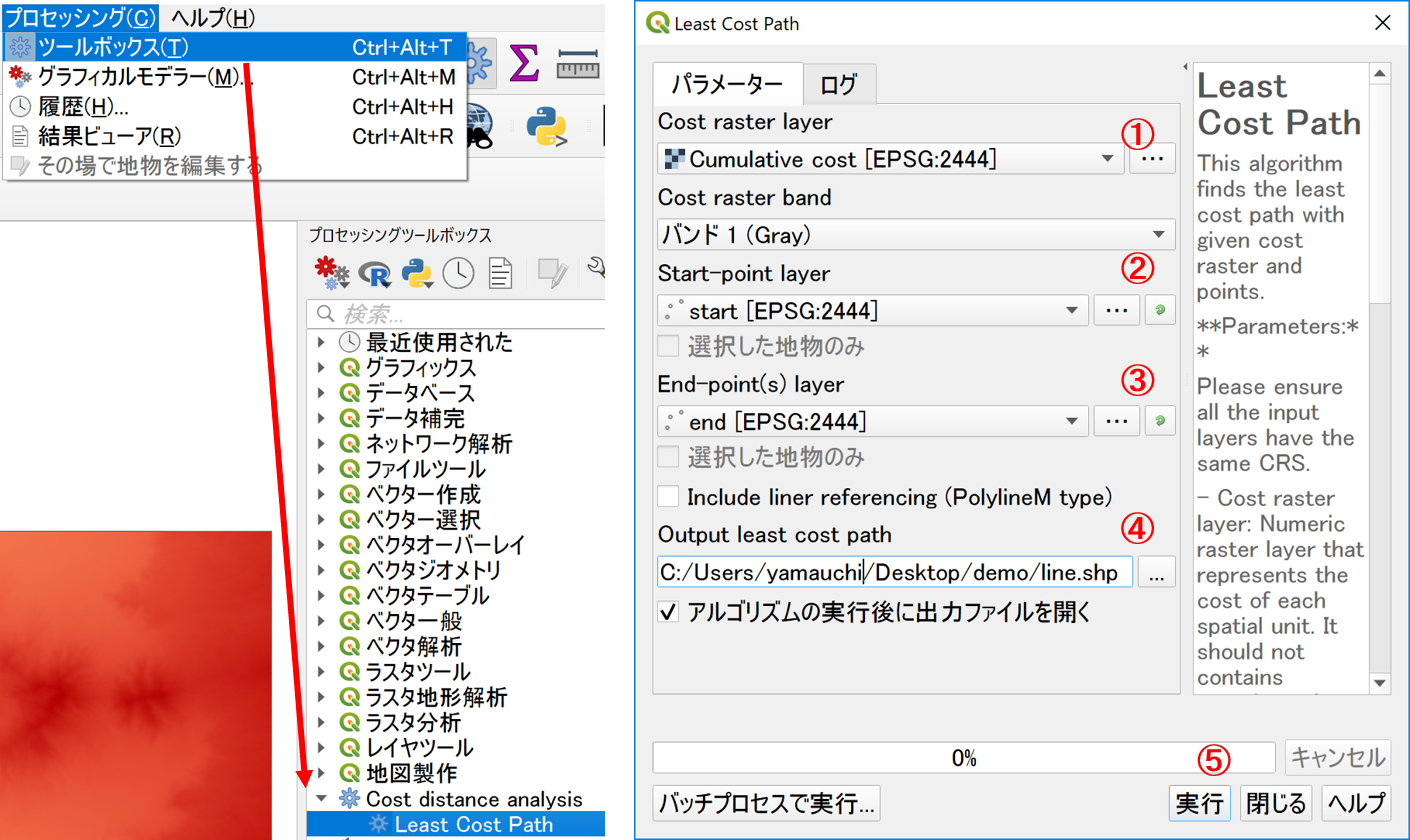 プロセッシング(C) ヘルプ(H)
ツールボックス(T) Ctrl+Alt+T
グラフィカルモデラー(M)... Ctrl+Alt+M
履歴(H)... Ctrl+Alt+H
結果ビューア(R) Ctrl+Alt+R
その場で地物を編集する
プロセッシングツールボックス
検索...
最近使用された
グラフィックス
データベース
データ補完
ネットワーク解析
ファイルツール
ベクター作成
ベクター選択
ベクタオーバーレイ
ベクタジオメトリ
ベクタテーブル
ベクター一般
ベクタ解析
ラスタツール
ラスタ地形解析
ラスタ分析
レイヤツール
地図製作
Cost distance analysis
Least Cost Path
Least Cost Path
パラメーター ログ
Cost raster layer
①
Cumulative cost [EPSG:2444] ...
Cost raster band
バンド 1 (Gray)
Start-point layer ②
start [EPSG:2444] ...
選択した地物のみ
End-point(s) layer ③
end [EPSG:2444] ...
選択した地物のみ
Include liner referencing (PolylineM type)
Output least cost path ④
C:/Users/yamauchi/Desktop/demo/line.shp ...
アルゴリズムの実行後に出力ファイルを開く
Least
Cost Path
This algorithm
finds the least
cost path with
given cost
raster and
points.
**Parameters:*
*
Please ensure
all the input
layers have the
same CRS.
- Cost raster
layer: Numeric
raster layer that
represents the
cost of each
spatial unit. It
should not
contains
0% ⑤ キャンセル
バッチプロセスで実行... 実行 閉じる ヘルプ